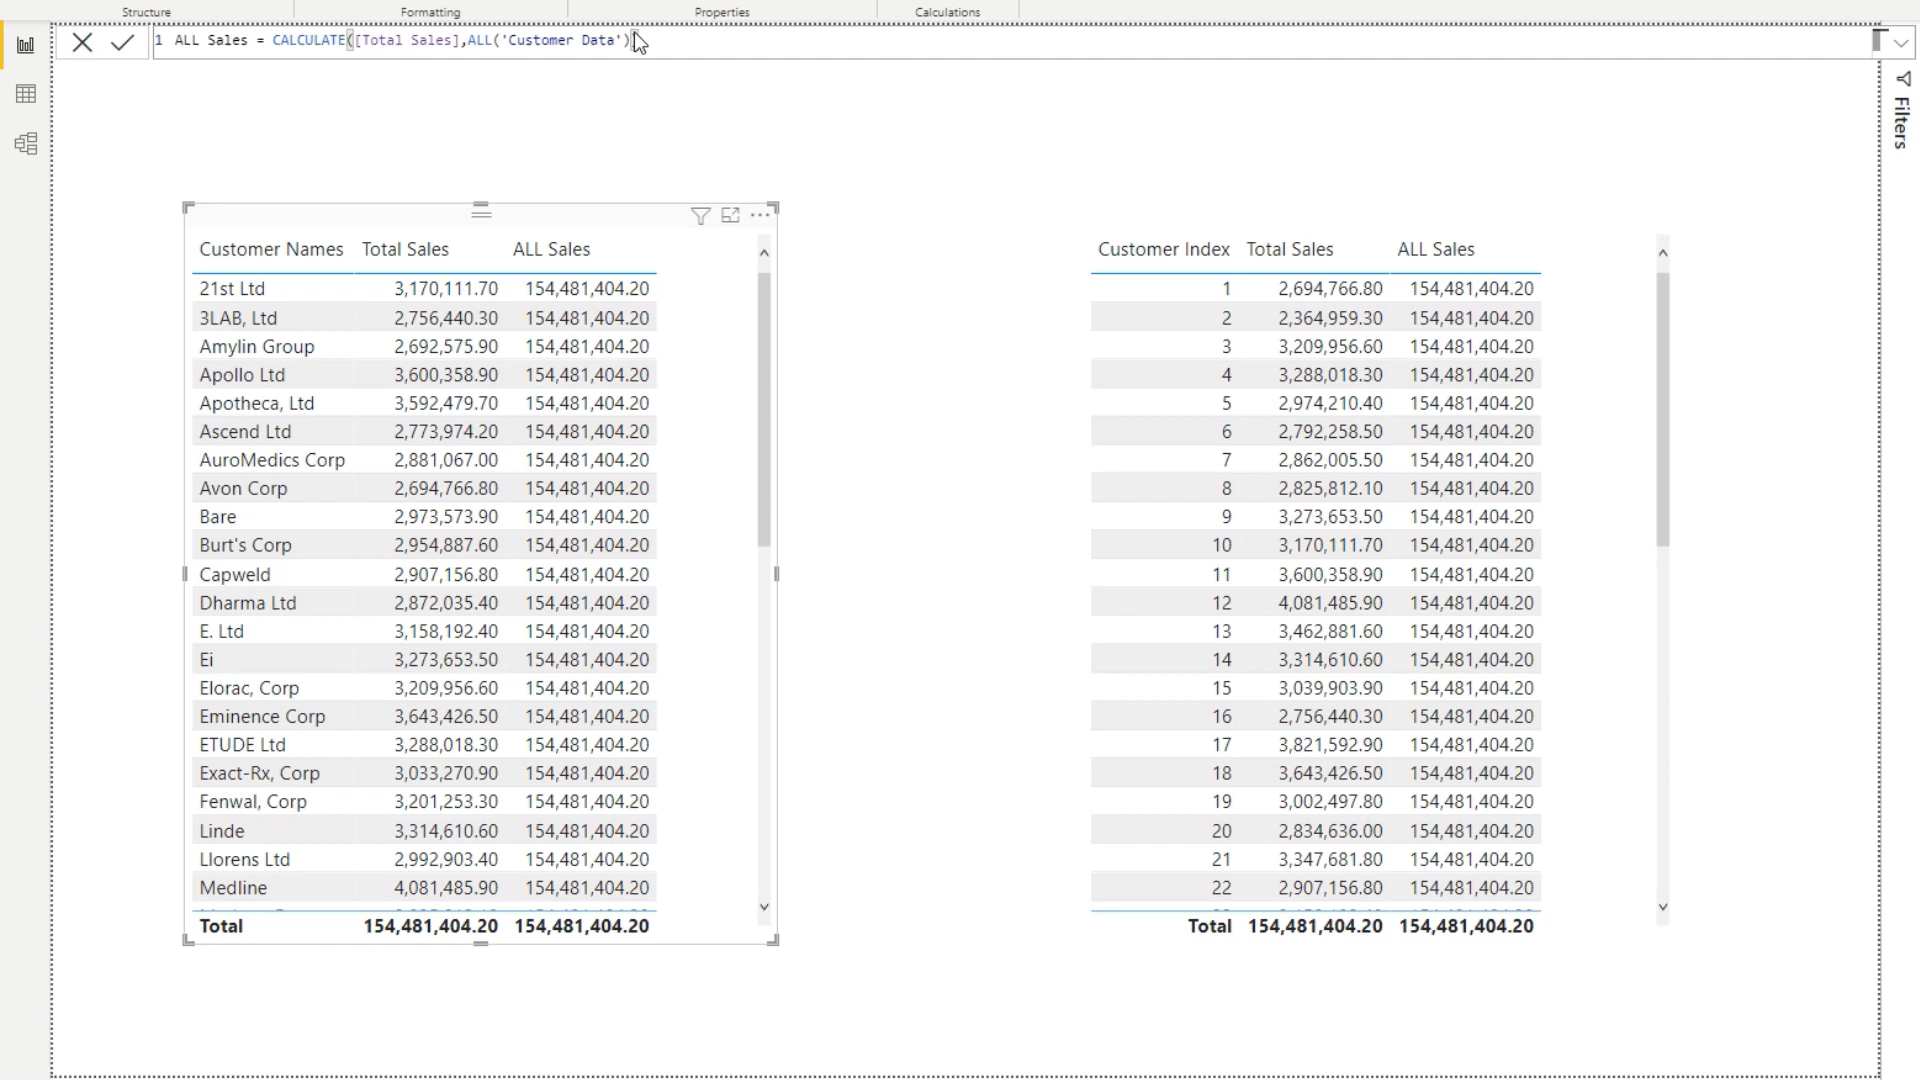 Structure Formatting Properties Calculations
1 ALL Sales = CALCULATE([Total Sales],ALL('Customer Data'))
Filters
Customer Names Total Sales ALL Sales
21st Ltd 3,170,111.70 154,481,404.20
3LAB, Ltd 2,756,440.30 154,481,404.20
Amylin Group 2,692,575.90 154,481,404.20
Apollo Ltd 3,600,358.90 154,481,404.20
Apotheca, Ltd 3,592,479.70 154,481,404.20
Ascend Ltd 2,773,974.20 154,481,404.20
AuroMedics Corp 2,881,067.00 154,481,404.20
Avon Corp 2,694,766.80 154,481,404.20
Bare 2,973,573.90 154,481,404.20
Burt's Corp 2,954,887.60 154,481,404.20
Capweld 2,907,156.80 154,481,404.20
Dharma Ltd 2,872,035.40 154,481,404.20
E. Ltd 3,158,192.40 154,481,404.20
Ei 3,273,653.50 154,481,404.20
Elorac, Corp 3,209,956.60 154,481,404.20
Eminence Corp 3,643,426.50 154,481,404.20
ETUDE Ltd 3,288,018.30 154,481,404.20
Exact-Rx, Corp 3,033,270.90 154,481,404.20
Fenwal, Corp 3,201,253.30 154,481,404.20
Linde 3,314,610.60 154,481,404.20
Llorens Ltd 2,992,903.40 154,481,404.20
Medline 4,081,485.90 154,481,404.20
Total 154,481,404.20 154,481,404.20
Customer Index Total Sales ALL Sales
1 2,694,766.80 154,481,404.20
2 2,364,959.30 154,481,404.20
3 3,209,956.60 154,481,404.20
4 3,288,018.30 154,481,404.20
5 2,974,210.40 154,481,404.20
6 2,792,258.50 154,481,404.20
7 2,862,005.50 154,481,404.20
8 2,825,812.10 154,481,404.20
9 3,273,653.50 154,481,404.20
10 3,170,111.70 154,481,404.20
11 3,600,358.90 154,481,404.20
12 4,081,485.90 154,481,404.20
13 3,462,881.60 154,481,404.20
14 3,314,610.60 154,481,404.20
15 3,039,903.90 154,481,404.20
16 2,756,440.30 154,481,404.20
17 3,821,592.90 154,481,404.20
18 3,643,426.50 154,481,404.20
19 3,002,497.80 154,481,404.20
20 2,834,636.00 154,481,404.20
21 3,347,681.80 154,481,404.20
22 2,907,156.80 154,481,404.20
Total 154,481,404.20 154,481,404.20